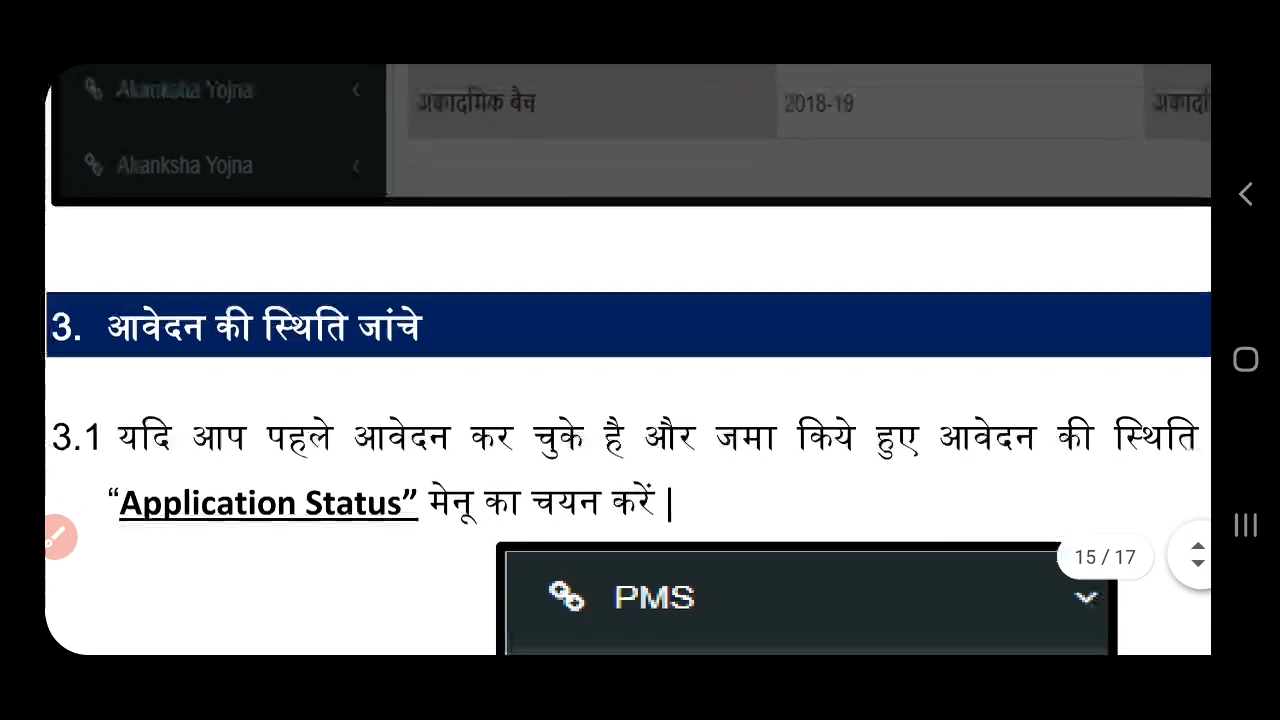 Akanksha Yojna
अकादमिक बैच 2018-19
Akanksha Yojna
3. आवेदन की स्थिति जांचे
3.1 यदि आप पहले आवेदन कर चुके है और जमा किये हुए आवेदन की स्थिति
“Application Status” मेनू का चयन करें |
15 / 17
PMS